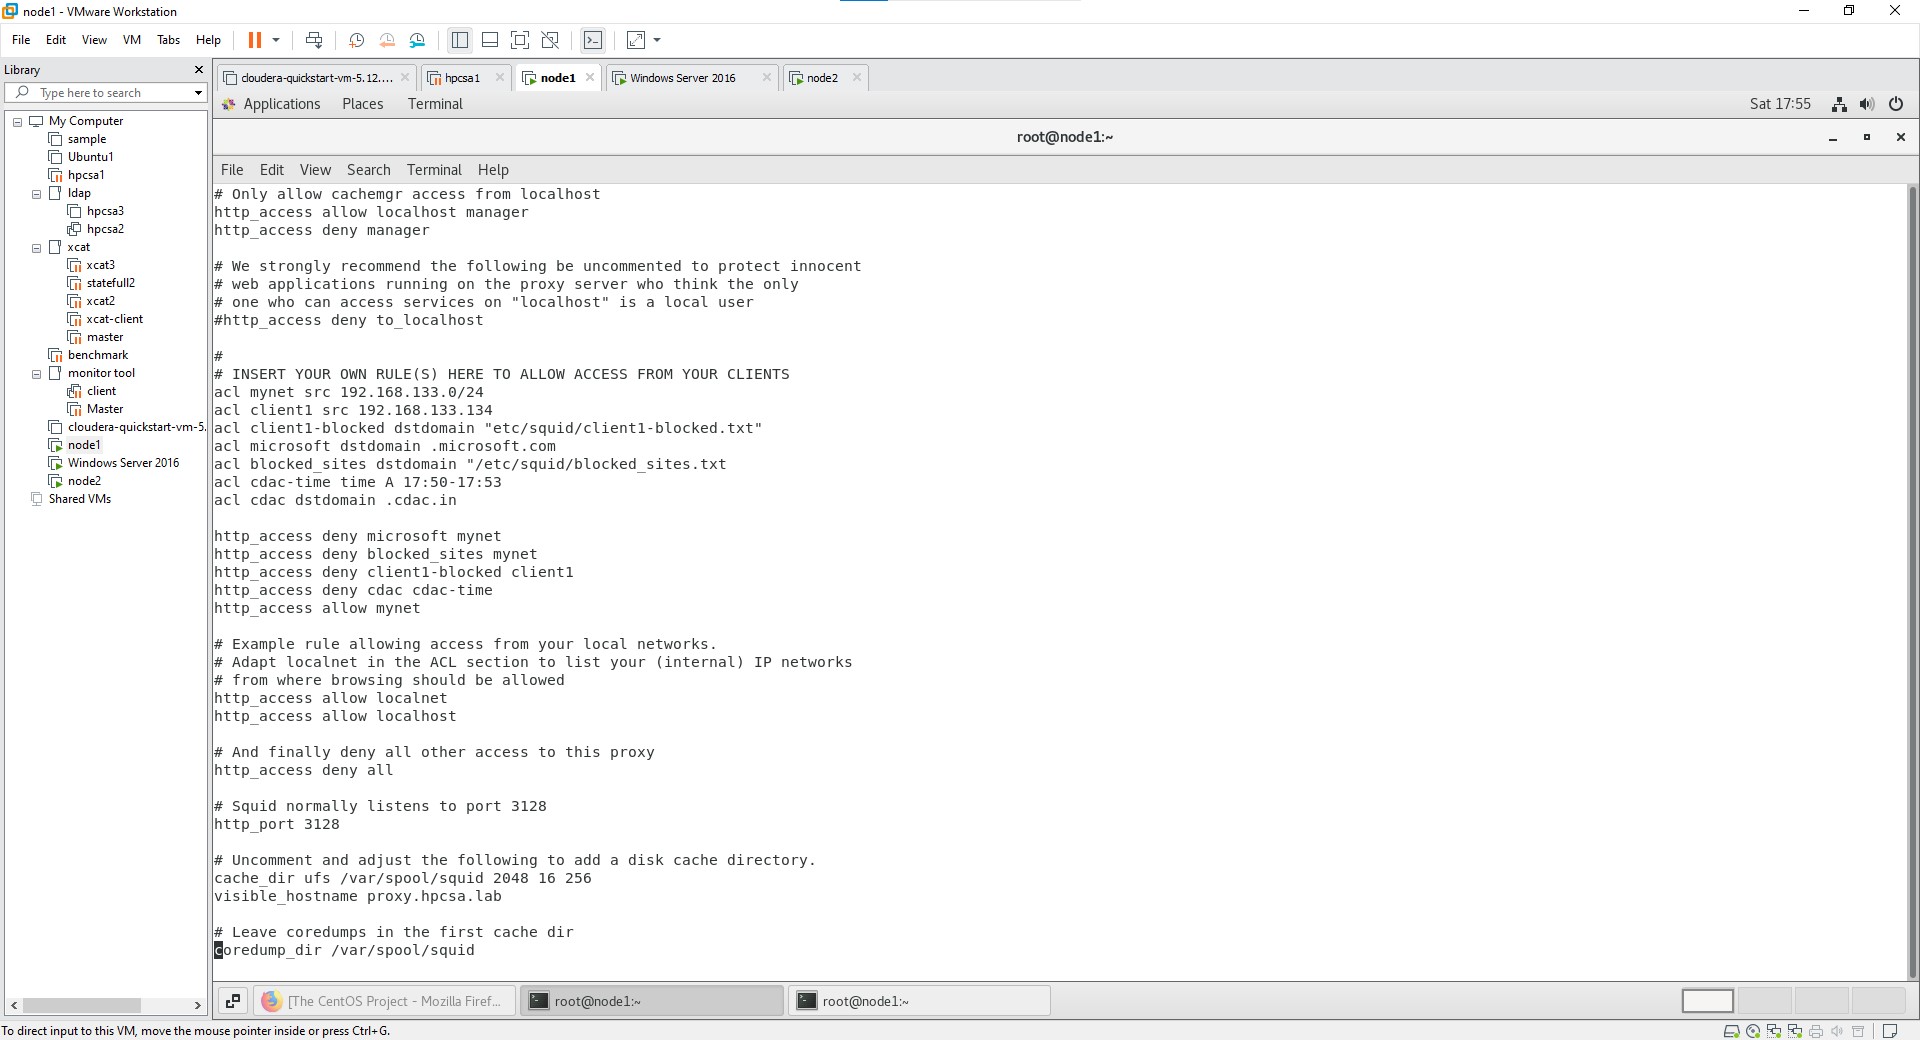 node1 - VMware Workstation
File Edit View VM Tabs Help
Library
Type here to search
My Computer
sample
Ubuntu1
hpcsa1
ldap
hpcsa3
hpcsa2
xcat
xcat3
statefull2
xcat2
xcat-client
master
benchmark
monitor tool
client
Master
cloudera-quickstart-vm-5.
node1
Windows Server 2016
node2
Shared VMs
cloudera-quickstart-vm-5.12.... hpcsa1 node1 Windows Server 2016 node2
Applications Places Terminal Sat 17:55
root@node1:~
File Edit View Search Terminal Help
# Only allow cachemgr access from localhost
http_access allow localhost manager
http_access deny manager
# We strongly recommend the following be uncommented to protect innocent
# web applications running on the proxy server who think the only
# one who can access services on "localhost" is a local user
#http_access deny to_localhost
#
# INSERT YOUR OWN RULE(S) HERE TO ALLOW ACCESS FROM YOUR CLIENTS
acl mynet src 192.168.133.0/24
acl client1 src 192.168.133.134
acl client1-blocked dstdomain "etc/squid/client1-blocked.txt"
acl microsoft dstdomain .microsoft.com
acl blocked_sites dstdomain "/etc/squid/blocked_sites.txt
acl cdac-time time A 17:50-17:53
acl cdac dstdomain .cdac.in
http_access deny microsoft mynet
http_access deny blocked_sites mynet
http_access deny client1-blocked client1
http_access deny cdac cdac-time
http_access allow mynet
# Example rule allowing access from your local networks.
# Adapt localnet in the ACL section to list your (internal) IP networks
# from where browsing should be allowed
http_access allow localnet
http_access allow localhost
# And finally deny all other access to this proxy
http_access deny all
# Squid normally listens to port 3128
http_port 3128
# Uncomment and adjust the following to add a disk cache directory.
cache_dir ufs /var/spool/squid 2048 16 256
visible_hostname proxy.hpcsa.lab
# Leave coredumps in the first cache dir
coredump_dir /var/spool/squid
[The CentOS Project - Mozilla Firef... root@node1:~ root@node1:~
To direct input to this VM, move the mouse pointer inside or press Ctrl+G.